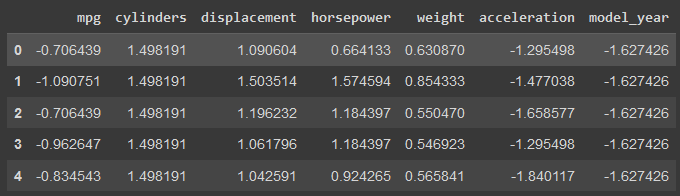 mpg cylinders displacement horsepower weight acceleration model_year
0 -0.706439 1.498191 1.090604 0.664133 0.630870 -1.295498 -1.627426
1 -1.090751 1.498191 1.503514 1.574594 0.854333 -1.477038 -1.627426
2 -0.706439 1.498191 1.196232 1.184397 0.550470 -1.658577 -1.627426
3 -0.962647 1.498191 1.061796 1.184397 0.546923 -1.295498 -1.627426
4 -0.834543 1.498191 1.042591 0.924265 0.565841 -1.840117 -1.627426